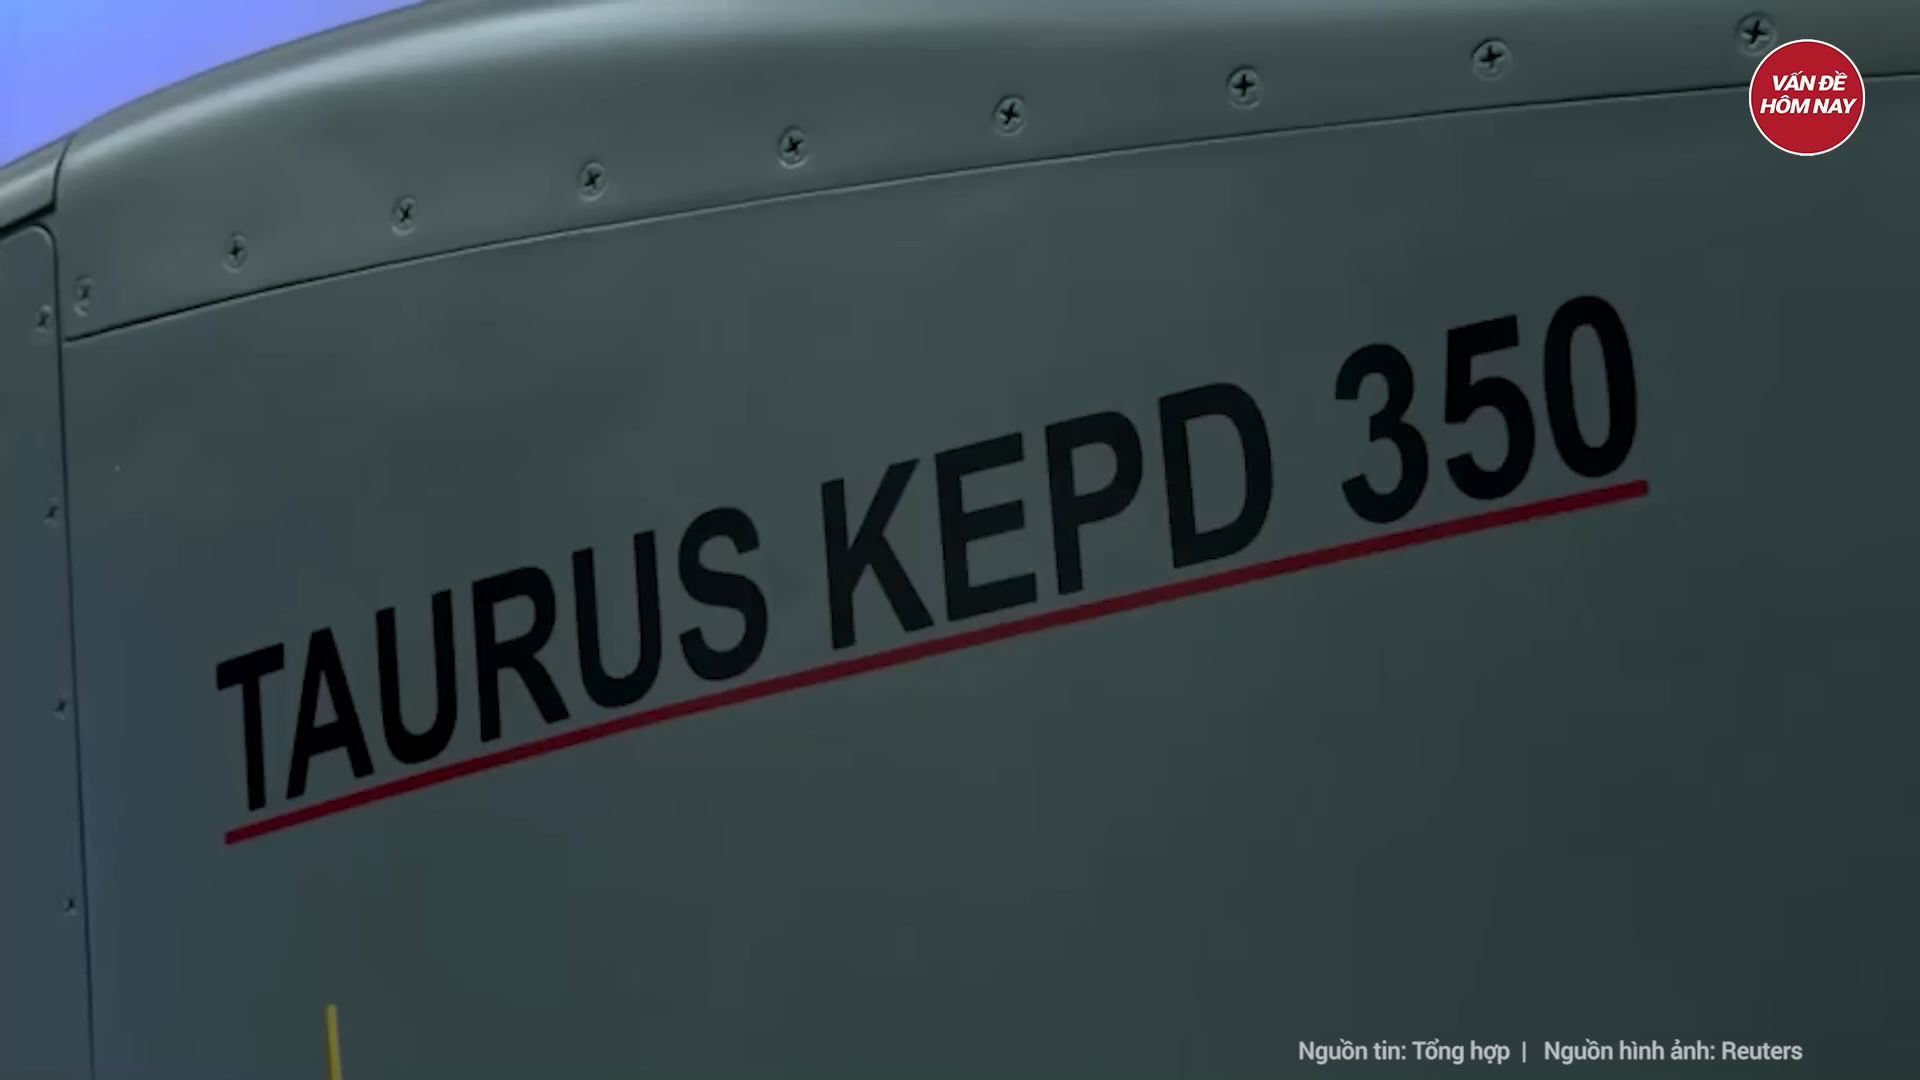 VẤN ĐỀ
HÔM NAY
TAURUS KEPD 350
Nguồn tin: Tổng hợp | Nguồn hình ảnh: Reuters